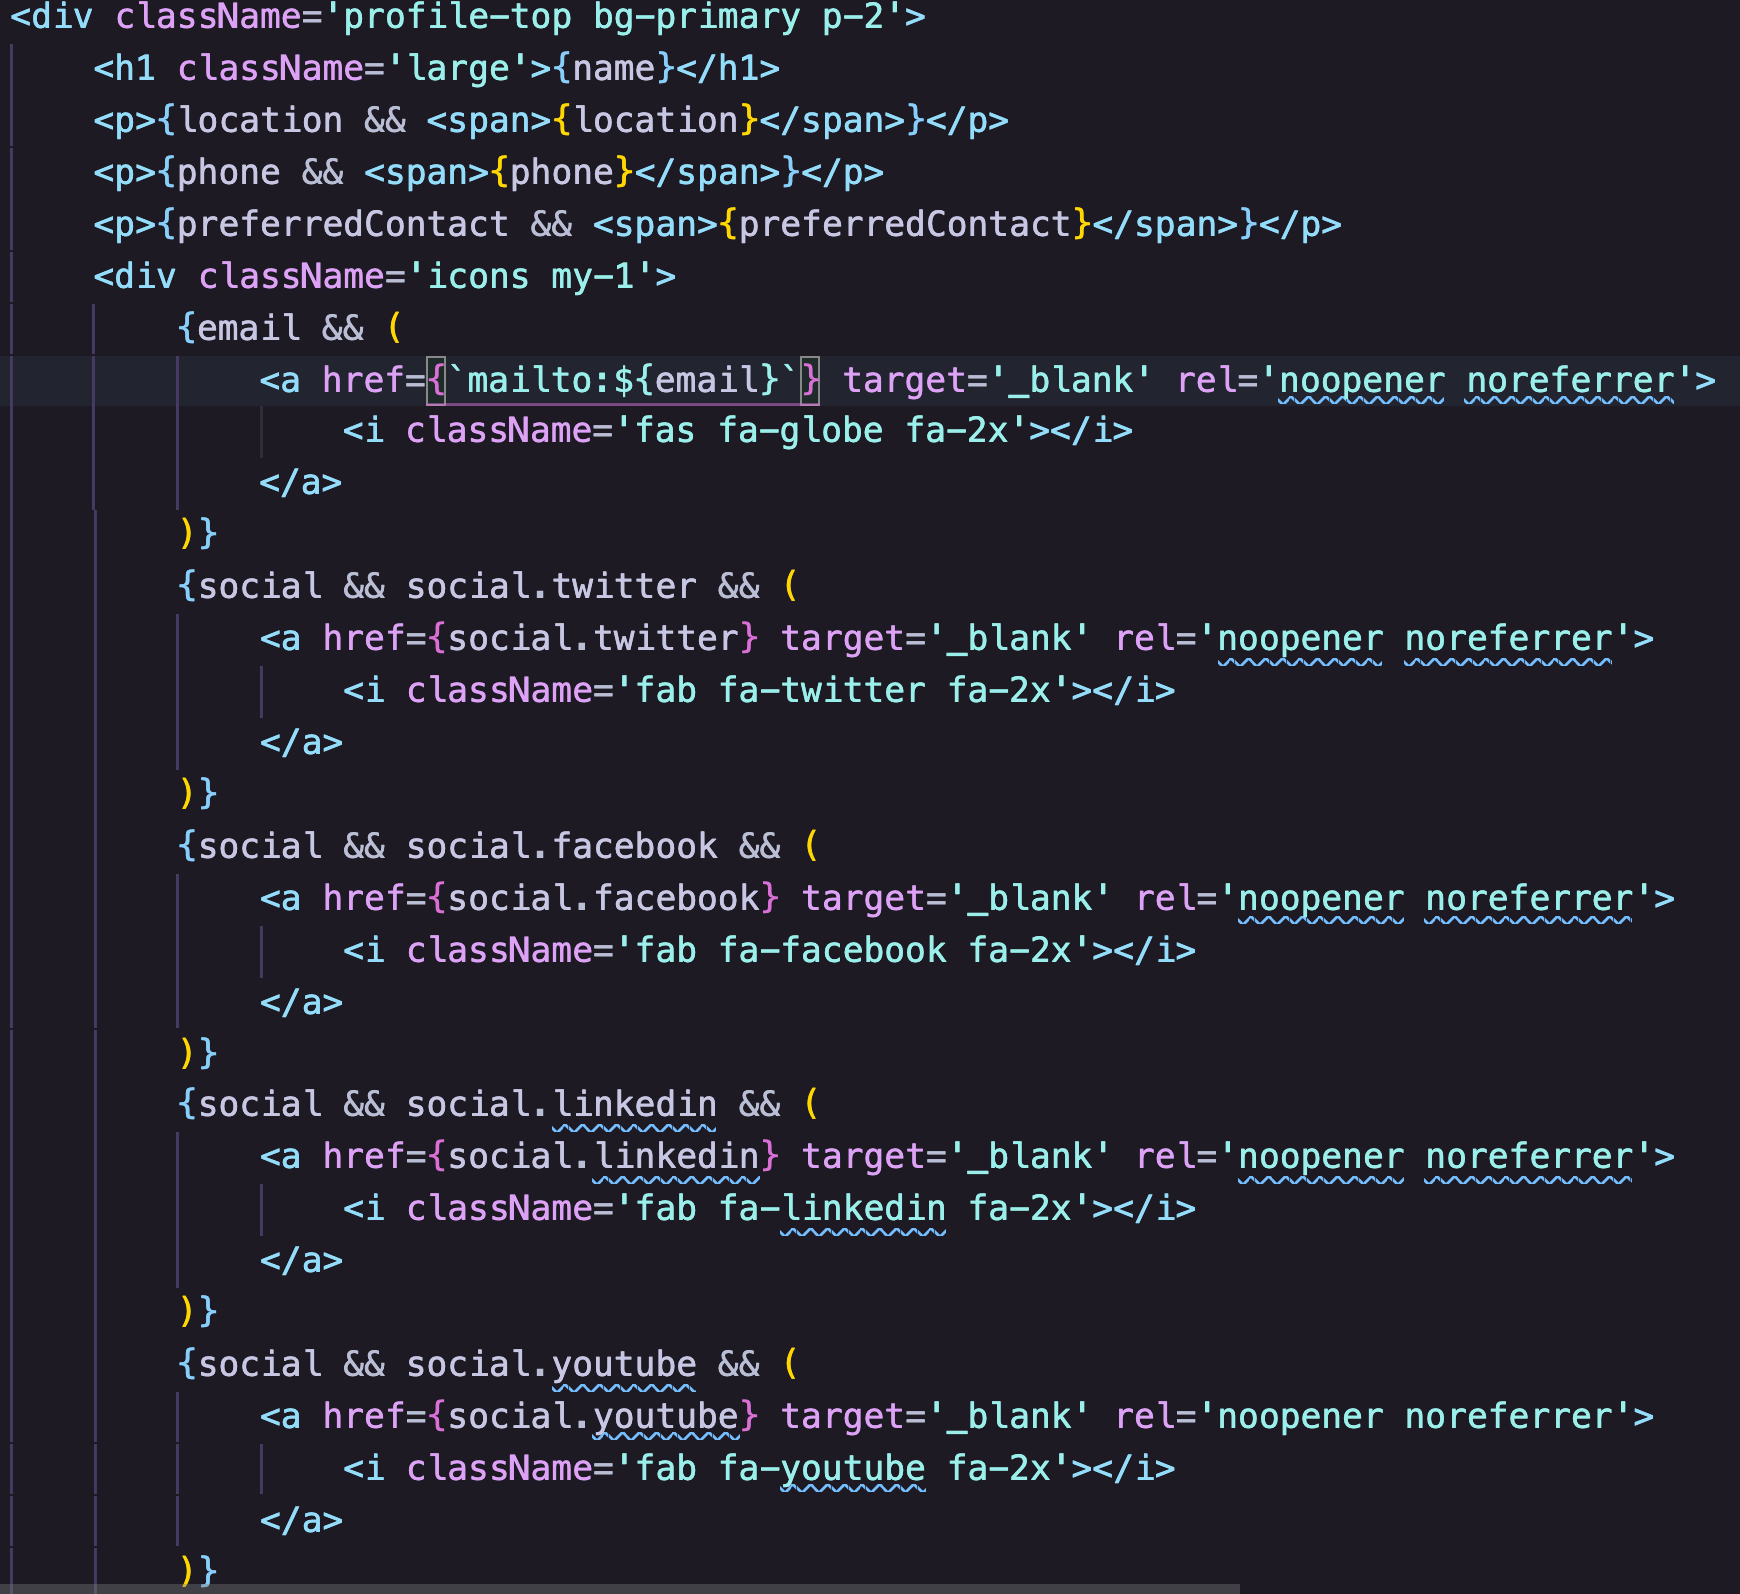 <div className='profile-top bg-primary p-2'>
<h1 className='large'>{name}</h1>
<p>{location && <span>{location}</span>}</p>
<p>{phone && <span>{phone}</span>}</p>
<p>{preferredContact && <span>{preferredContact}</span>}</p>
<div className='icons my-1'>
{email && (
<a href={`mailto:${email}`} target='_blank' rel='noopener noreferrer'>
<i className='fas fa-globe fa-2x'></i>
</a>
)}
{social && social.twitter && (
<a href={social.twitter} target='_blank' rel='noopener noreferrer'>
<i className='fab fa-twitter fa-2x'></i>
</a>
)}
{social && social.facebook && (
<a href={social.facebook} target='_blank' rel='noopener noreferrer'>
<i className='fab fa-facebook fa-2x'></i>
</a>
)}
{social && social.linkedin && (
<a href={social.linkedin} target='_blank' rel='noopener noreferrer'>
<i className='fab fa-linkedin fa-2x'></i>
</a>
)}
{social && social.youtube && (
<a href={social.youtube} target='_blank' rel='noopener noreferrer'>
<i className='fab fa-youtube fa-2x'></i>
</a>
)}